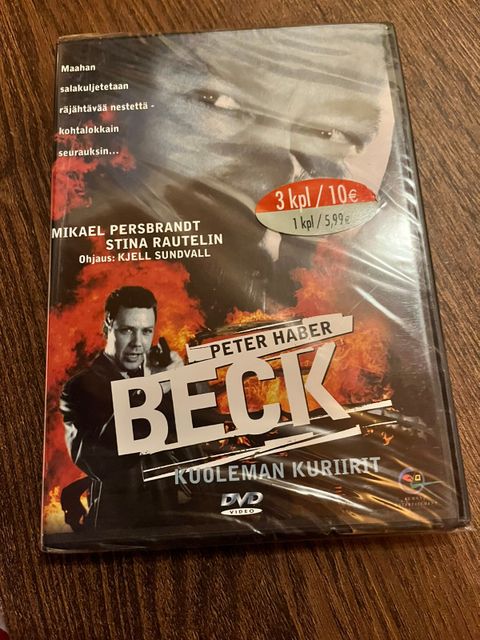 Maahan
salakuljetetaan
räjähtävää nestettä -
kohtalokkain
seurauksin...
3 kpl / 10€
1 kpl / 5,99€
MIKAEL PERSBRANDT
STINA RAUTELIN
Ohjaus: KJELL SUNDVALL
PETER HABER
BECK
KUOLEMAN KURIIRIT
DVD
VIDEO